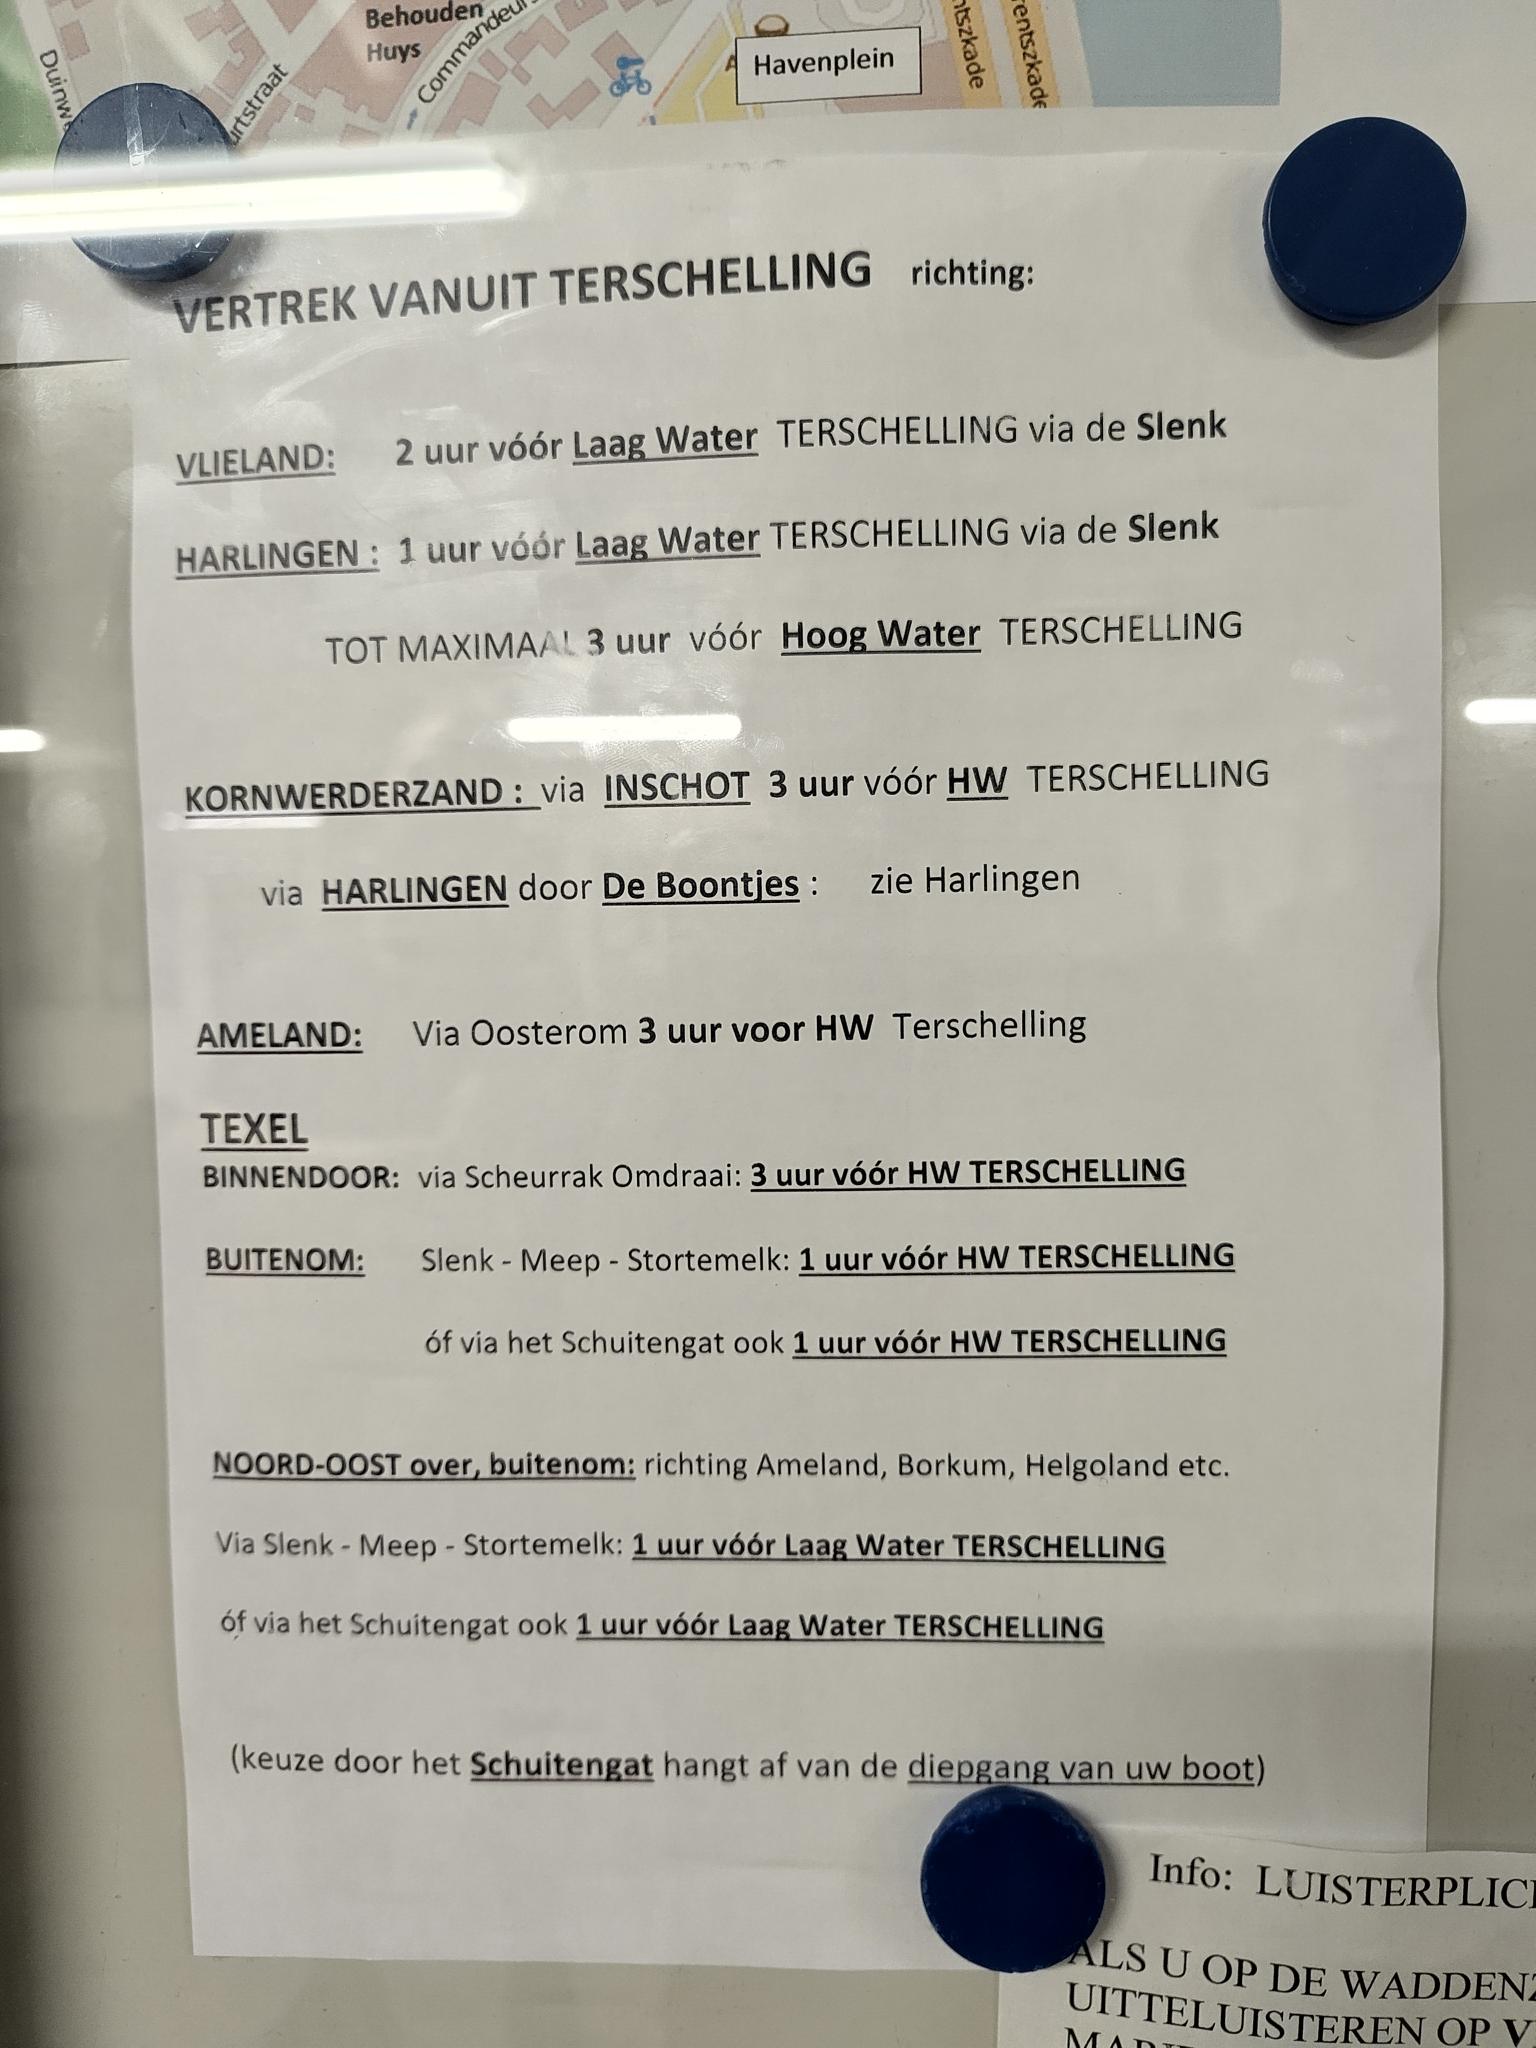 Behouden
Huys
Commandeur
Duinw
urtstraat
Havenplein
ntszkade
rentszkade
VERTREK VANUIT TERSCHELLING richting:
VLIELAND: 2 uur vóór Laag Water TERSCHELLING via de Slenk
HARLINGEN : 1 uur vóór Laag Water TERSCHELLING via de Slenk
TOT MAXIMAAL 3 uur vóór Hoog Water TERSCHELLING
KORNWERDERZAND : via INSCHOT 3 uur vóór HW TERSCHELLING
via HARLINGEN door De Boontjes : zie Harlingen
AMELAND: Via Oosterom 3 uur voor HW Terschelling
TEXEL
BINNENDOOR: via Scheurrak Omdraai: 3 uur vóór HW TERSCHELLING
BUITENOM: Slenk - Meep - Stortemelk: 1 uur vóór HW TERSCHELLING
óf via het Schuitengat ook 1 uur vóór HW TERSCHELLING
NOORD-OOST over, buitenom: richting Ameland, Borkum, Helgoland etc.
Via Slenk - Meep - Stortemelk: 1 uur vóór Laag Water TERSCHELLING
óf via het Schuitengat ook 1 uur vóór Laag Water TERSCHELLING
(keuze door het Schuitengat hangt af van de diepgang van uw boot)
Info: LUISTERPLIC
ALS U OP DE WADDENZ
UITTELUISTEREN OP V